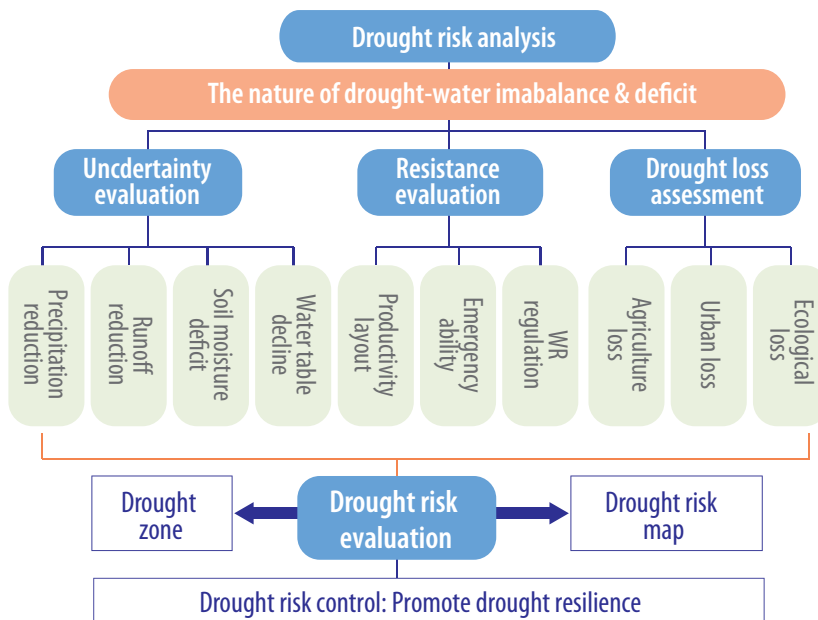 Drought risk analysis
The nature of drought-water imabalance & deficit
Uncdertainty
evaluation
Resistance
evaluation
Drought loss
assessment
Precipitation
reduction
Runoff
reduction
Soil moisture
deficit
Water table
decline
Productivity
layout
Emergency
ability
WR
regulation
Agriculture
loss
Urban loss
Ecological
loss
Drought
zone
Drought risk
evaluation
Drought risk
map
Drought risk control: Promote drought resilience